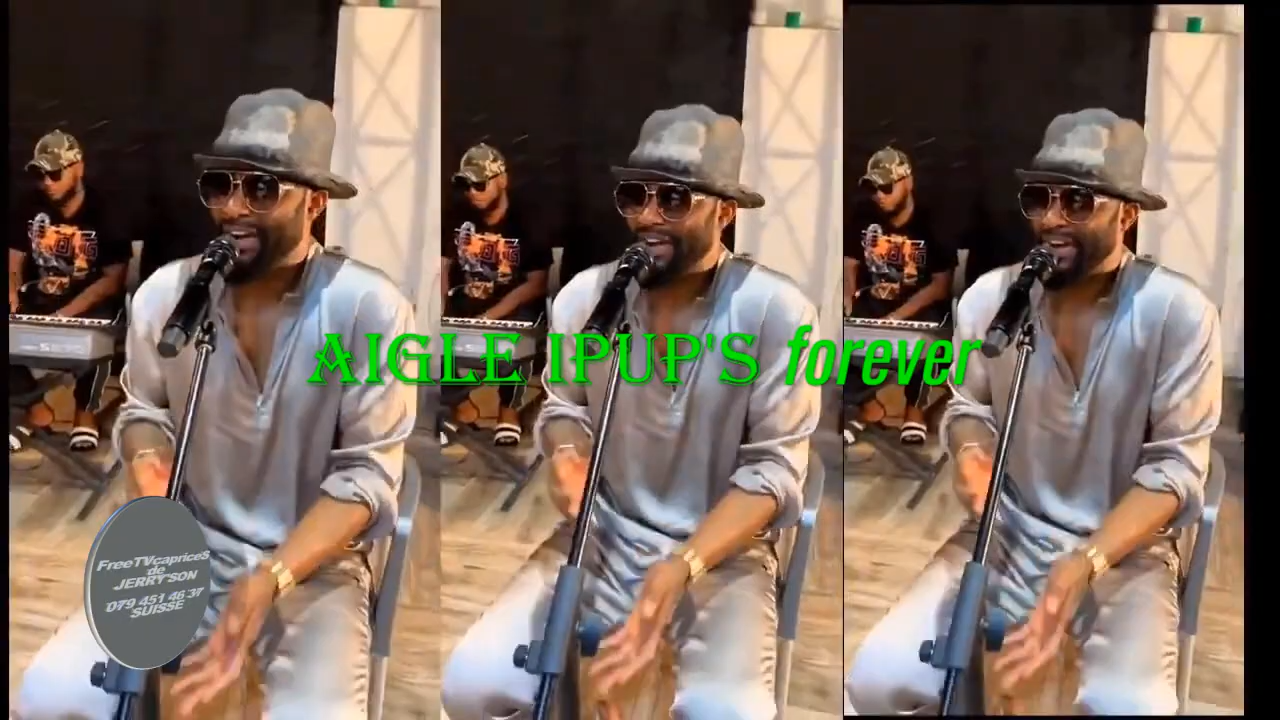 AIGLE IPUP'S forever
FreeTVcaprices
de
JERRY'SON
079 451 46 37
SUISSE